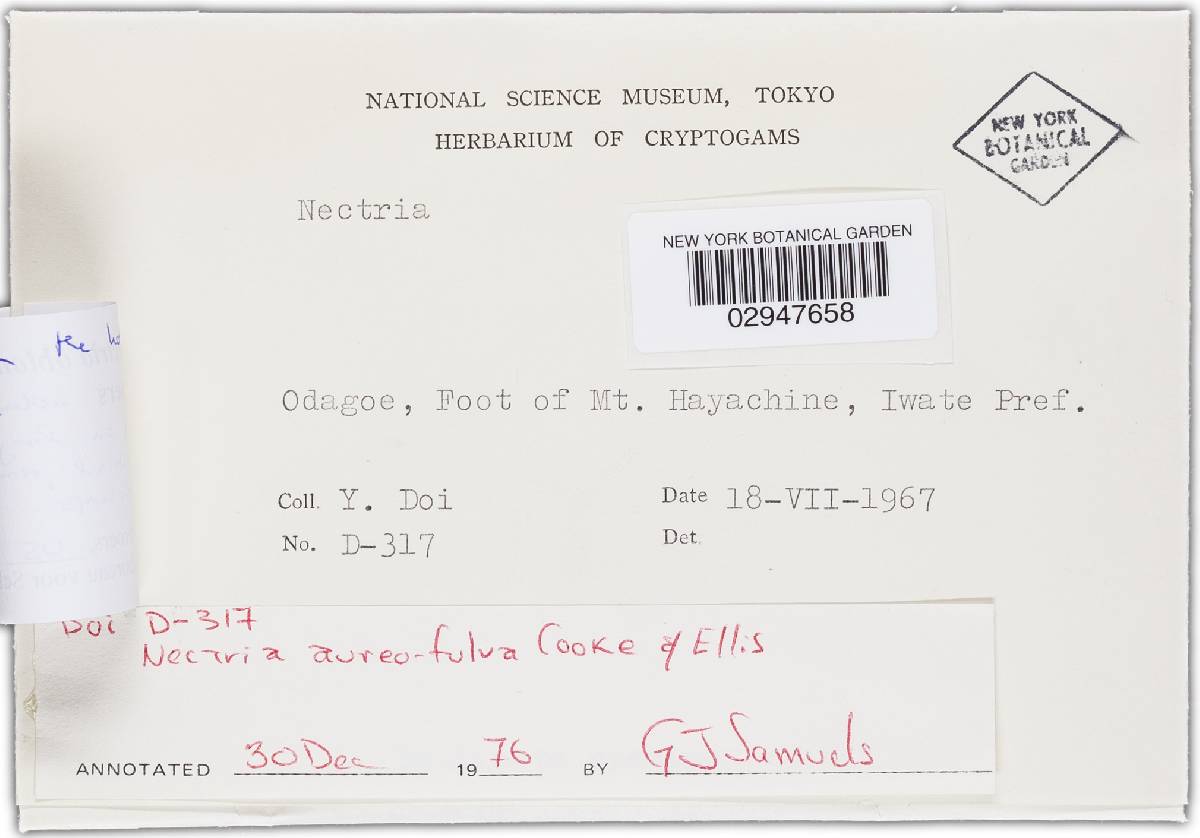 NATIONAL SCIENCE MUSEUM, TOKYO
HERBARIUM OF CRYPTOGAMS
NEW YORK
BOTANICAL
GARDEN
Nectria
NEW YORK BOTANICAL GARDEN
02947658
the
Odagoe, Foot of Mt. Hayachine, Iwate Pref.
Coll. Y. Doi
Date 18-VII-1967
No. D-317
Det.
Doi D-317
Nectria aureo-fulva Cooke & Ellis
ANNOTATED 30 Dec 1976 BY GJSamuels